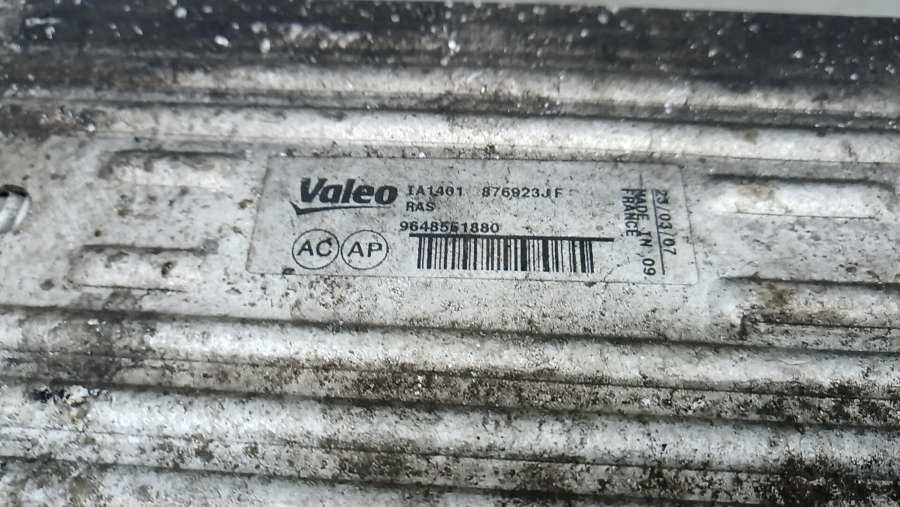 Valeo
IA1401 876923J F
RAS
9648551880
AC AP
23/03/07
MADE IN 09
FRANCE